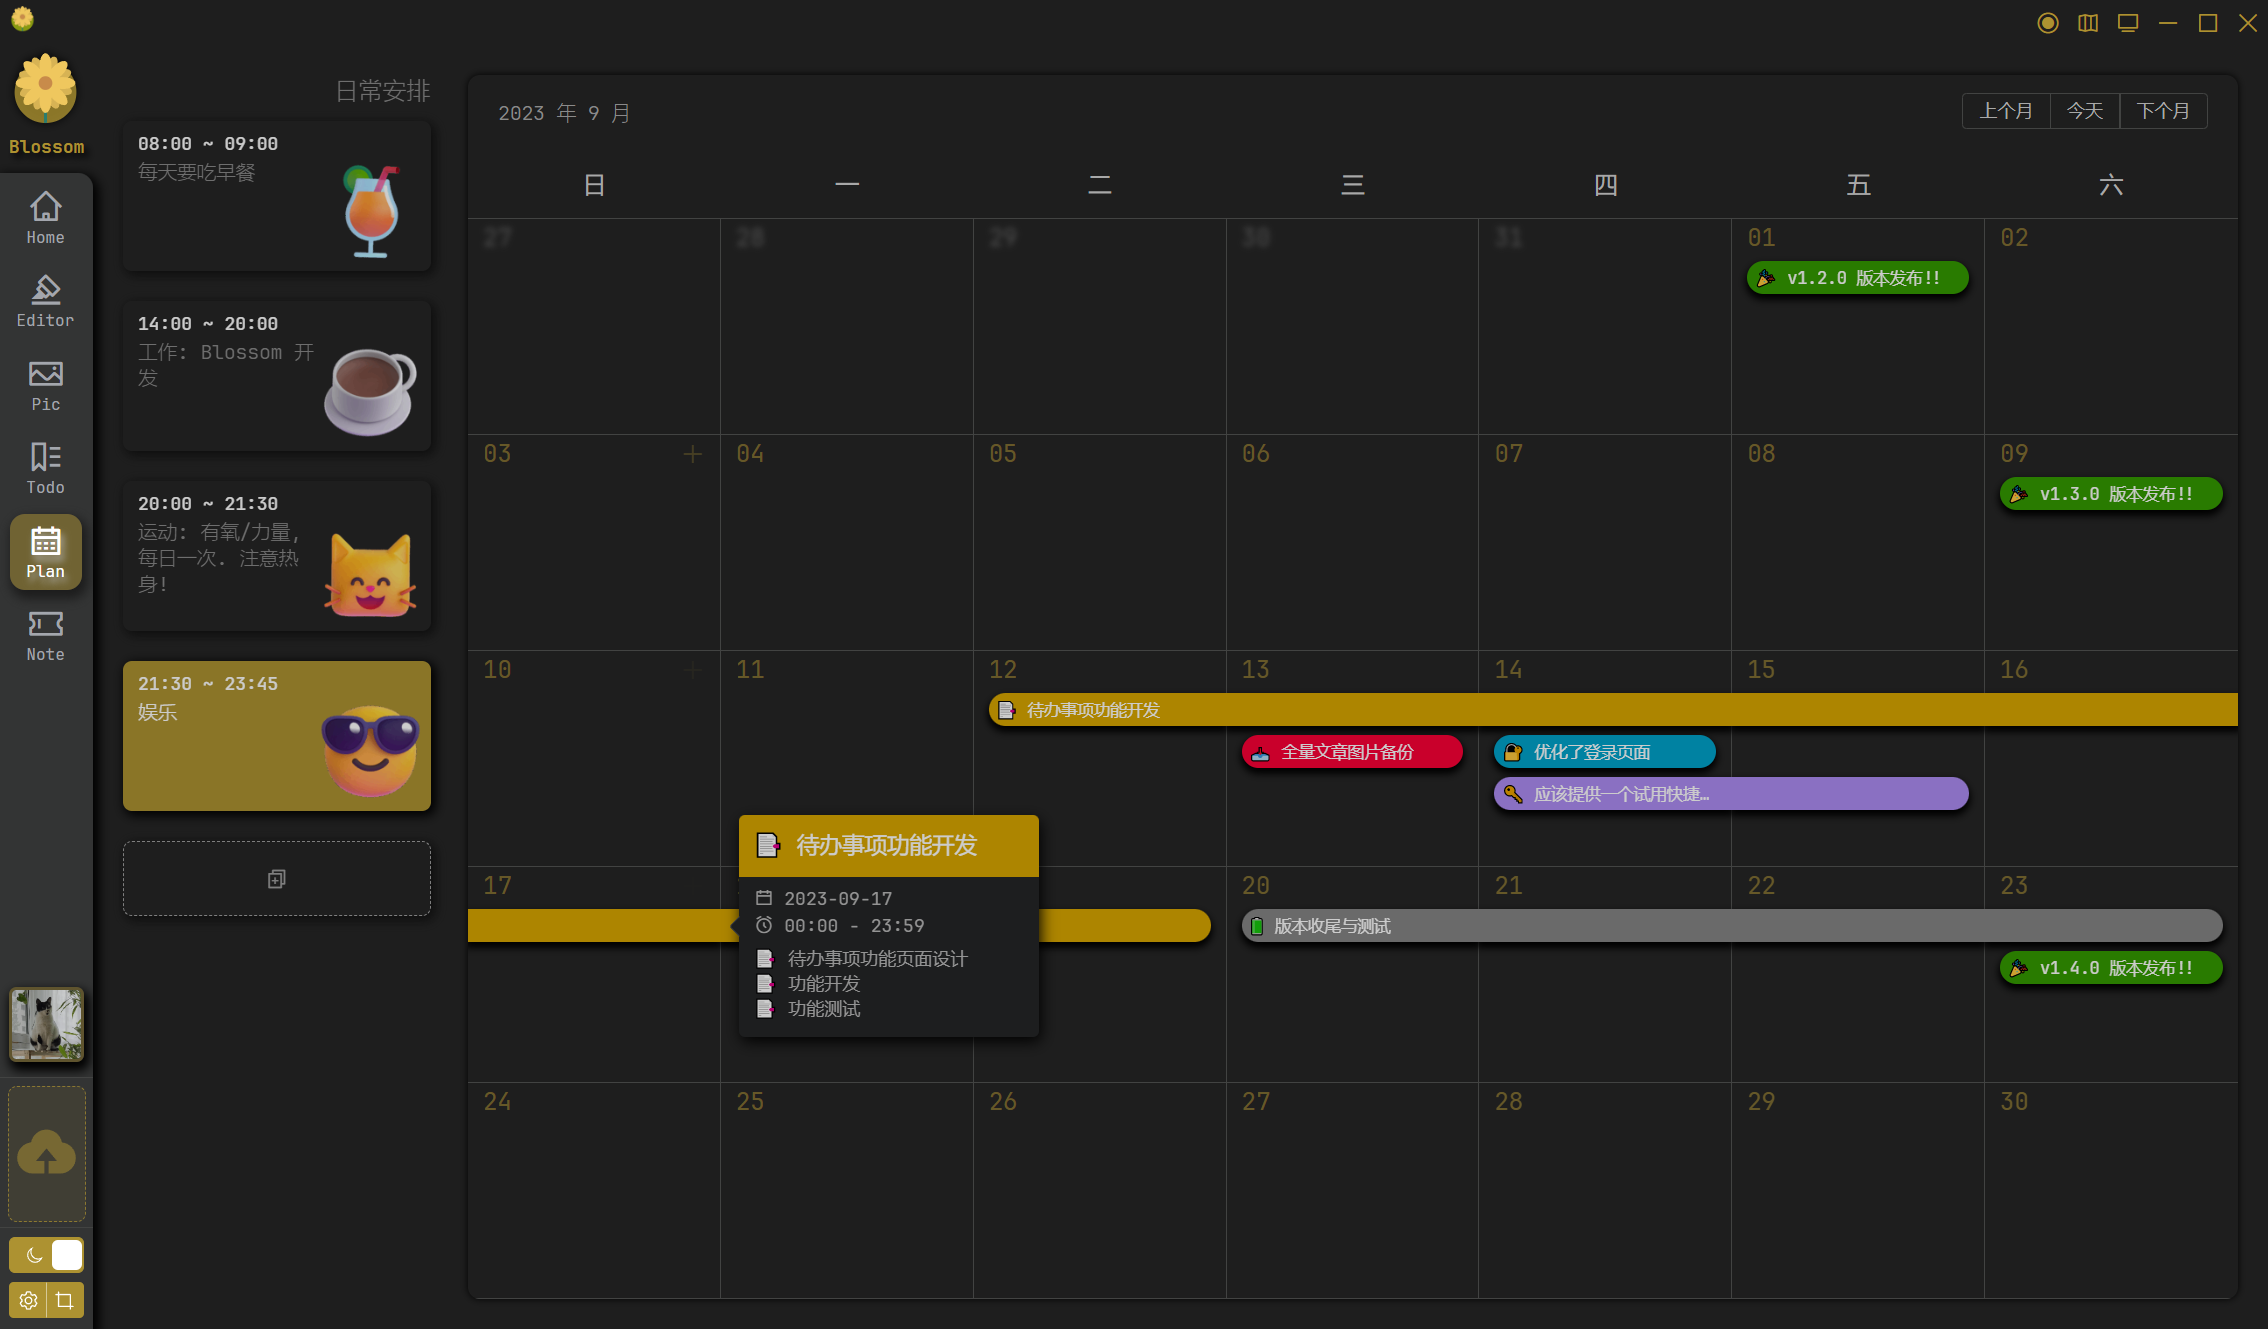 Blossom
Home
Editor
Pic
Todo
Plan
Note
日常安排
08:00 ~ 09:00
每天要吃早餐
14:00 ~ 20:00
工作: Blossom 开
发
20:00 ~ 21:30
运动: 有氧/力量,
每日一次. 注意热
身!
21:30 ~ 23:45
娱乐
2023 年 9 月
上个月 今天 下个月
日 一 二 三 四 五 六
27 28 29 30 31 01 02
v1.2.0 版本发布!!
03 04 05 06 07 08 09
v1.3.0 版本发布!!
10 11 12 13 14 15 16
待办事项功能开发
全量文章图片备份
优化了登录页面
应该提供一个试用快捷…
17 20 21 22 23
版本收尾与测试
v1.4.0 版本发布!!
待办事项功能开发
2023-09-17
00:00 - 23:59
待办事项功能页面设计
功能开发
功能测试
24 25 26 27 28 29 30